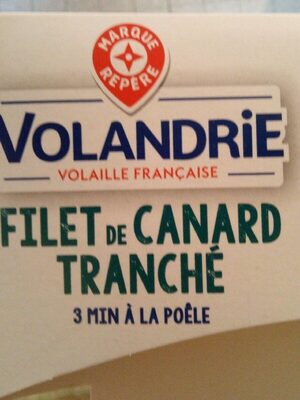 MARQUE
REPÈRE
VOLANDRIE
VOLAILLE FRANÇAISE
FILET DE CANARD
TRANCHÉ
3 MIN À LA POÊLE